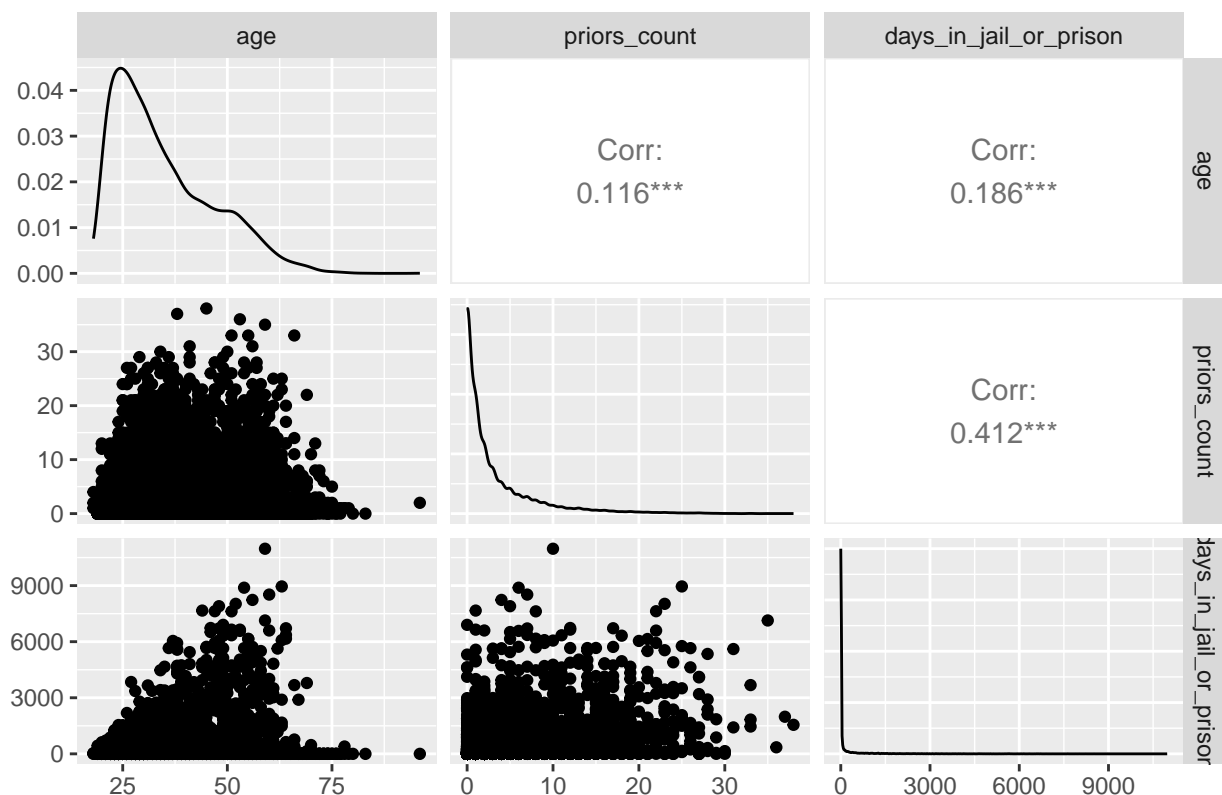 age priors_count days_in_jail_or_prison
0.04
0.03
0.02
0.01
0.00
Corr:
0.116***
Corr:
0.186***
age
30
20
10
0
Corr:
0.412***
priors_count
9000
6000
3000
0
days_in_jail_or_prison
25 50 75 0 10 20 30 0 3000 6000 9000